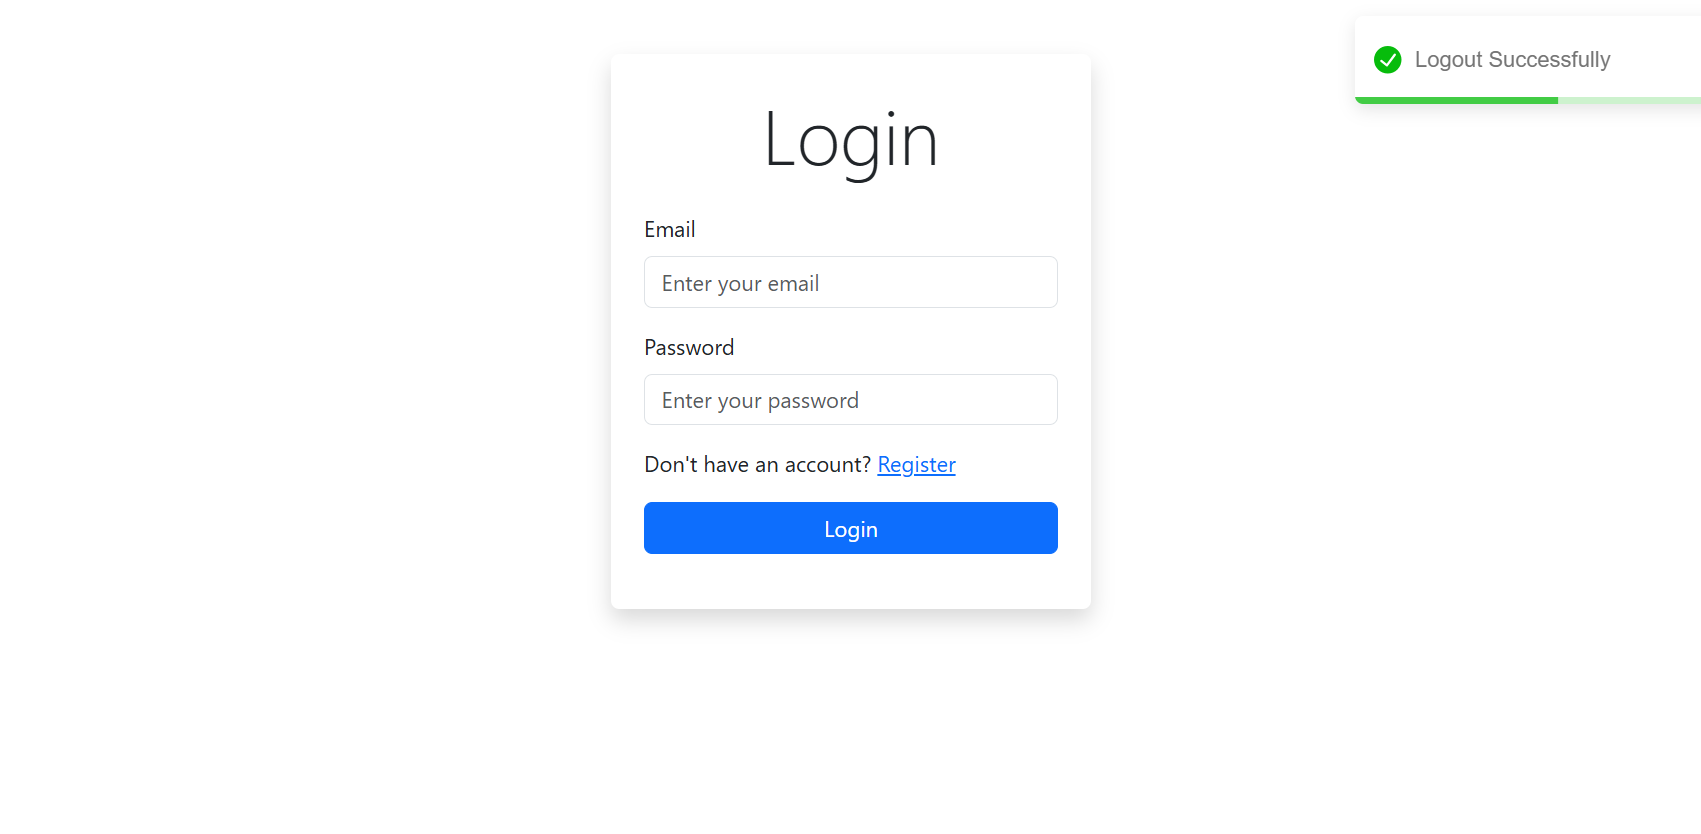 Logout Successfully
Login
Email
Enter your email
Password
Enter your password
Don't have an account? Register
Login